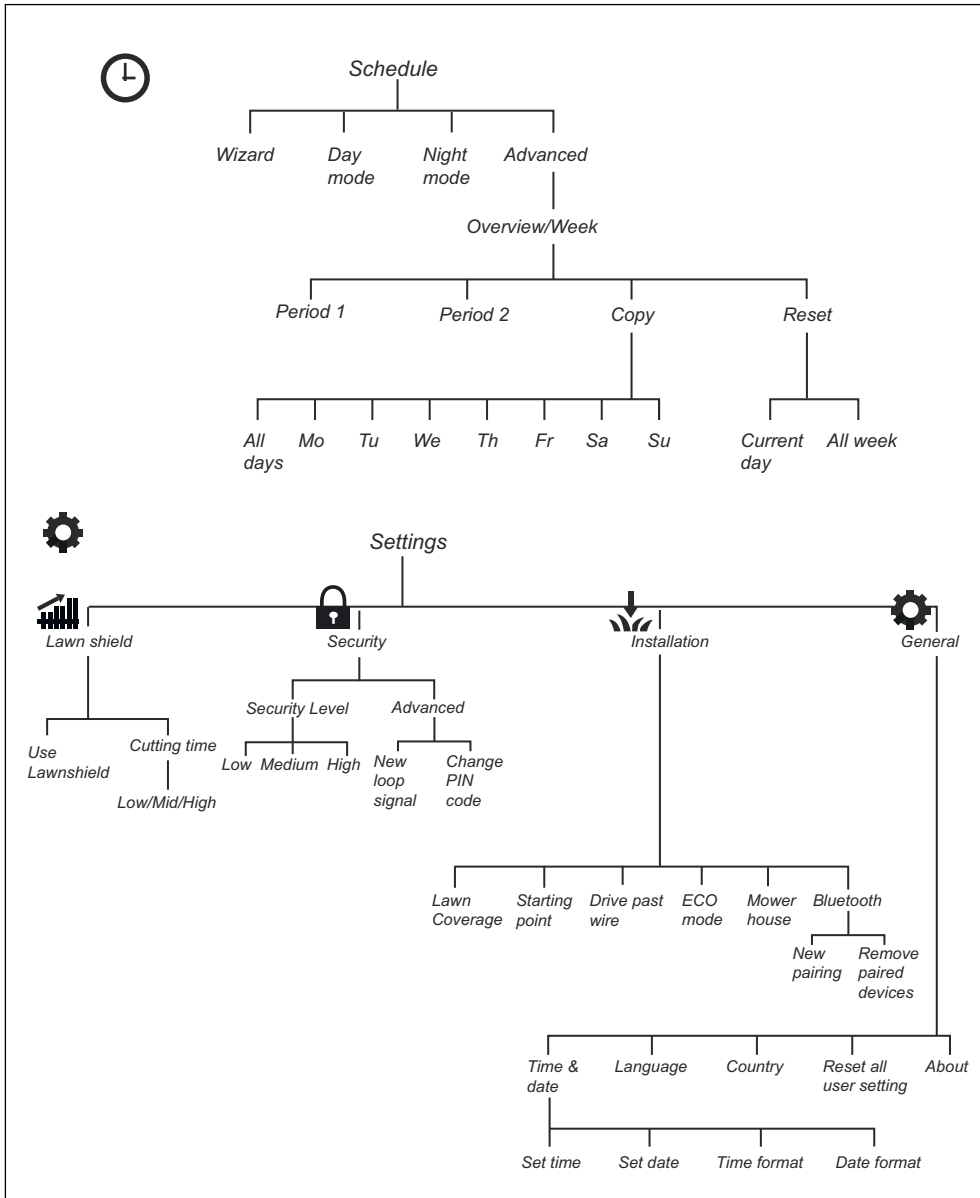 Schedule
Wizard
Day
mode
Night
mode
Advanced
Overview/Week
Period 1
Period 2
Copy
Reset
All
days
Mo
Tu
We
Th
Fr
Sa
Su
Current
day
All week
Settings
Lawn shield
Security
Installation
General
Use
Lawnshield
Cutting time
Low/Mid/High
Security Level
Advanced
Low
Medium
High
New
loop
signal
Change
PIN
code
Lawn
Coverage
Starting
point
Drive past
wire
ECO
mode
Mower
house
Bluetooth
New
pairing
Remove
paired
devices
Time &
date
Language
Country
Reset all
user setting
About
Set time
Set date
Time format
Date format